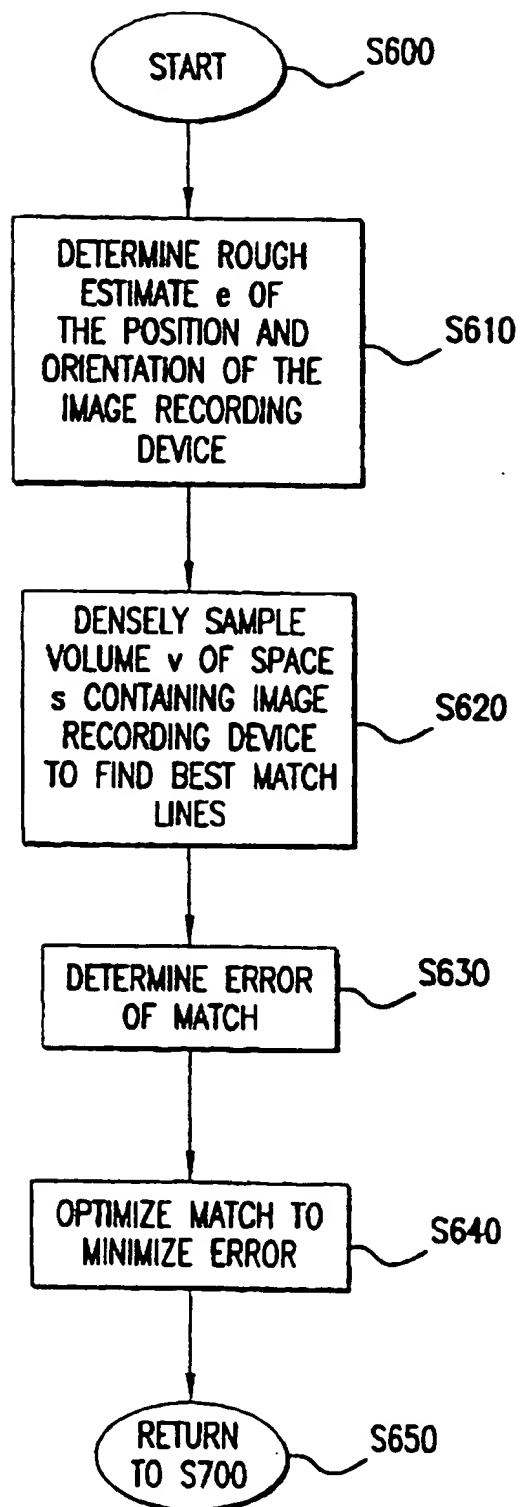 START
S600
DETERMINE ROUGH
ESTIMATE e OF
THE POSITION AND
ORIENTATION OF THE
IMAGE RECORDING
DEVICE
S610
DENSELY SAMPLE
VOLUME v OF SPACE
s CONTAINING IMAGE
RECORDING DEVICE
TO FIND BEST MATCH
LINES
S620
DETERMINE ERROR
OF MATCH
S630
OPTIMIZE MATCH TO
MINIMIZE ERROR
S640
RETURN
TO S700
S650